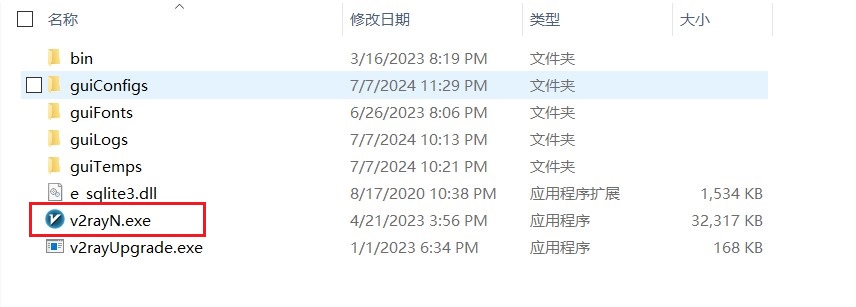 名称 修改日期 类型 大小
bin 3/16/2023 8:19 PM 文件夹
guiConfigs 7/7/2024 11:29 PM 文件夹
guiFonts 6/26/2023 8:06 PM 文件夹
guiLogs 7/7/2024 10:13 PM 文件夹
guiTemps 7/7/2024 10:21 PM 文件夹
e_sqlite3.dll 8/17/2020 10:38 PM 应用程序扩展 1,534 KB
v2rayN.exe 4/21/2023 3:56 PM 应用程序 32,317 KB
v2rayUpgrade.exe 1/1/2023 6:34 PM 应用程序 168 KB